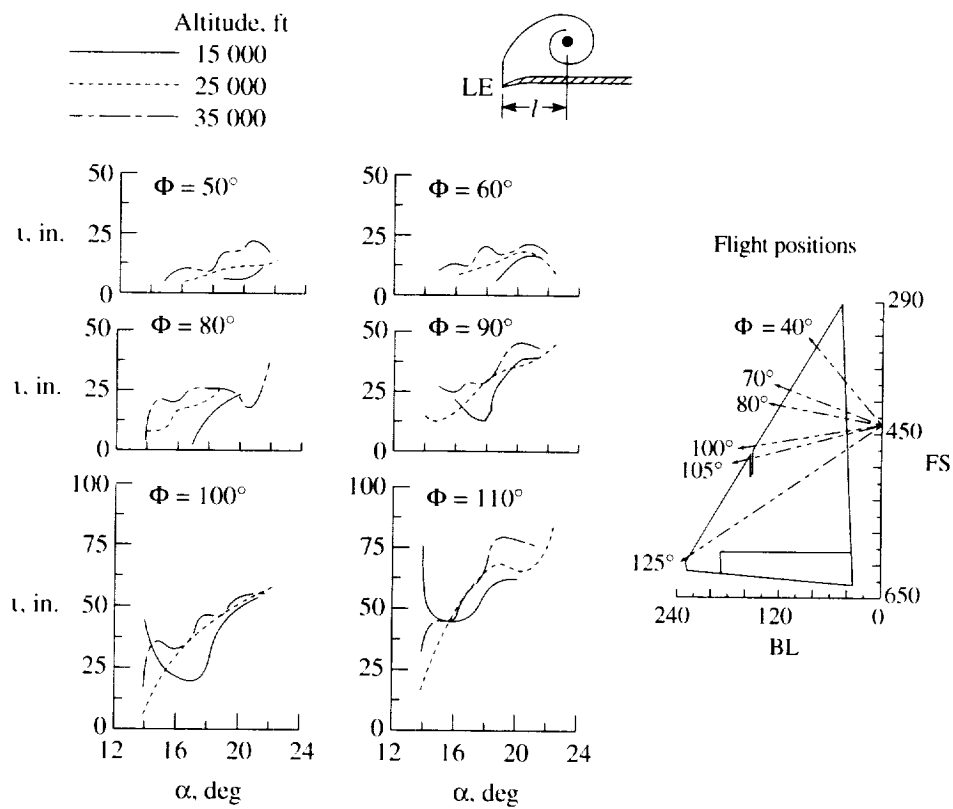 Altitude, ft
15 000
25 000
35 000
LE
l
50
25
0
ι, in.
Φ = 50°
Φ = 60°
50
25
0
ι, in.
Φ = 80°
50
25
0
Φ = 90°
100
75
50
25
0
ι, in.
Φ = 100°
12 16 20 24
α, deg
100
75
50
25
0
Φ = 110°
12 16 20 24
α, deg
Flight positions
Φ = 40°
70°
80°
100°
105°
125°
290
450
FS
650
240 120 0
BL